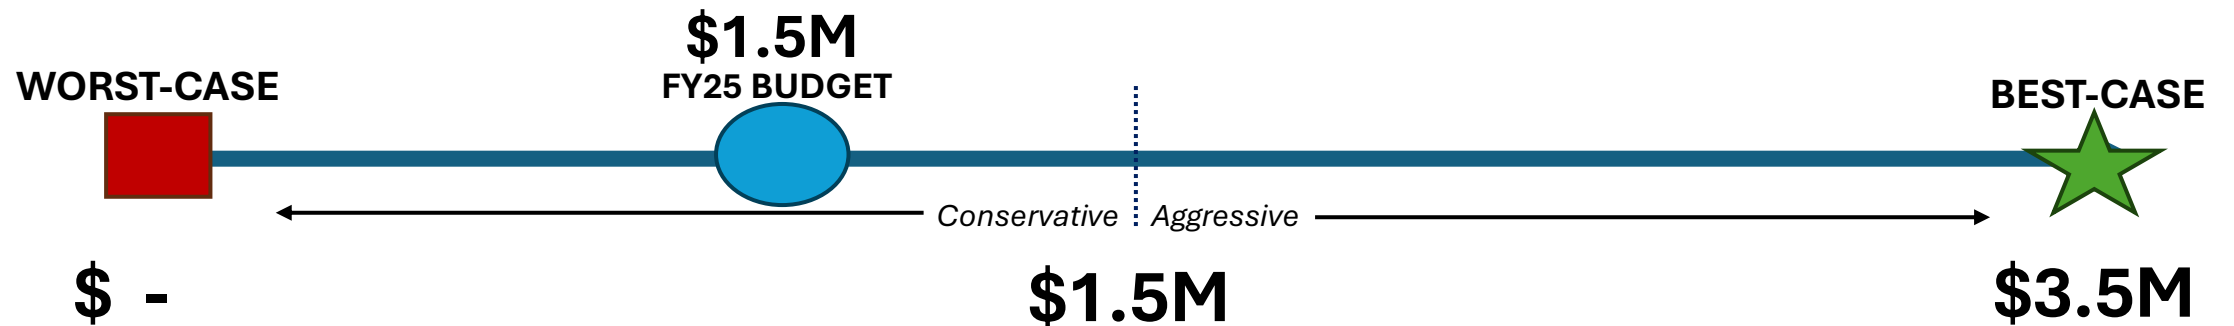 $1.5M
WORST-CASE
FY25 BUDGET
BEST-CASE
Conservative
Aggressive
$ -
$1.5M
$3.5M